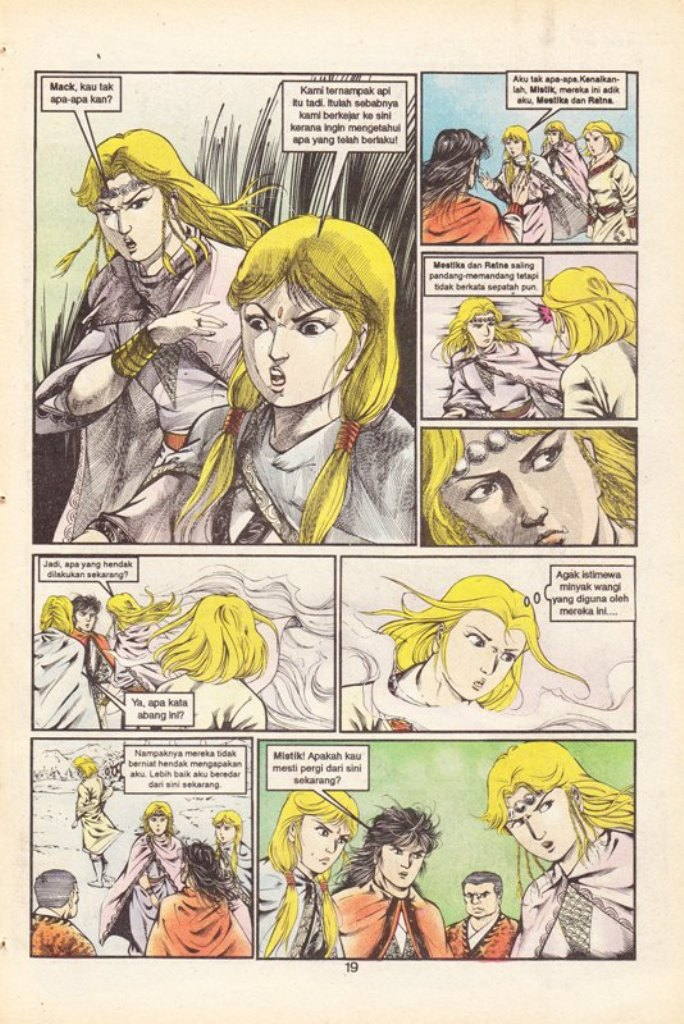 Mack, kau tak
apa-apa kan?
Kami ternampak api
itu tadi. Itulah sebabnya
kami berkejar ke sini
kerana ingin mengetahui
apa yang telah berlaku!
Aku tak apa-apa.Kenalkan-
lah, Mistik, mereka ini adik
aku, Mestika dan Ratna.
Mestika dan Ratna saling
pandang-memandang tetapi
tidak berkata sepatah pun.
Jadi, apa yang hendak
dilakukan sekarang?
Ya, apa kata
abang ini?
Agak istimewa
minyak wangi
yang diguna oleh
mereka ini....
Nampaknya mereka tidak
berniat hendak mengapakan
aku. Lebih baik aku beredar
dari sini sekarang.
Mistik! Apakah kau
mesti pergi dari sini
sekarang?
19